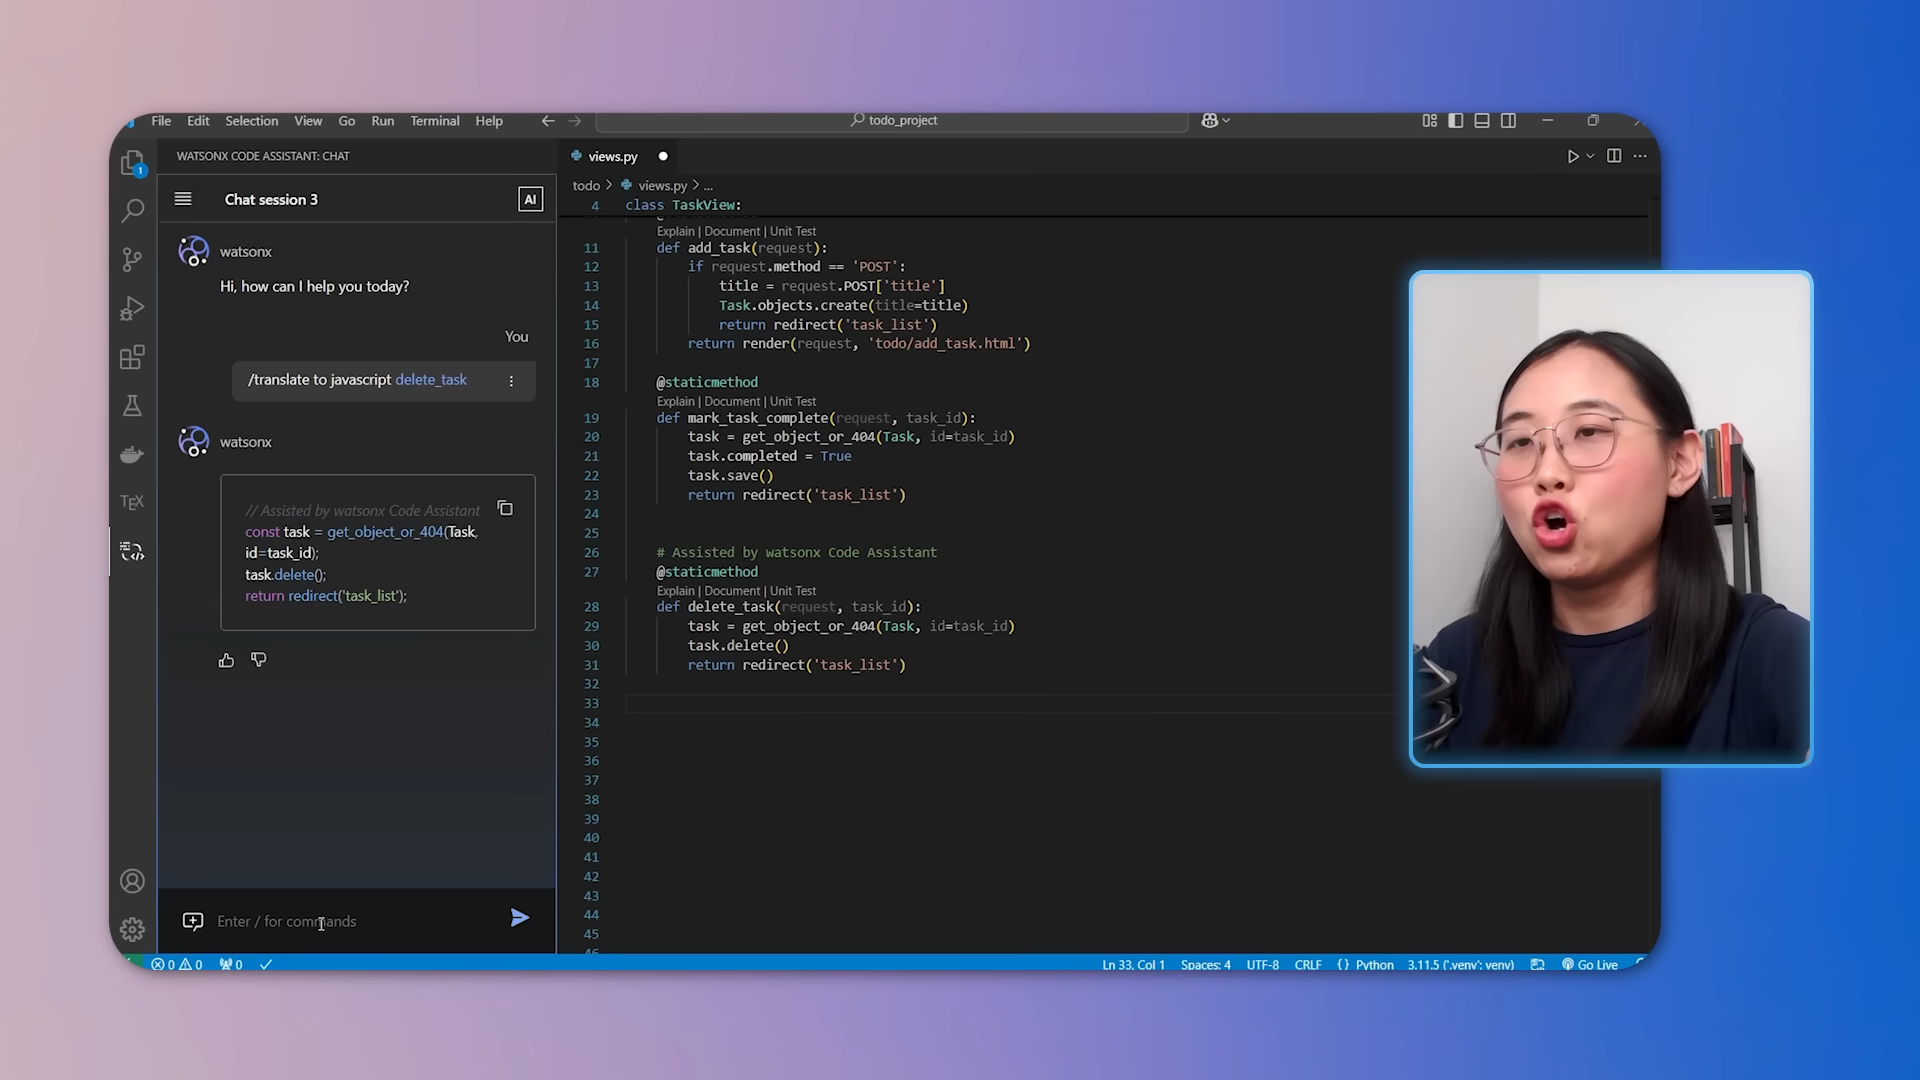 File Edit Selection View Go Run Terminal Help
todo_project
WATSONX CODE ASSISTANT: CHAT
1
Chat session 3
AI
watsonx
Hi, how can I help you today?
You
/translate to javascript delete_task
watsonx
// Assisted by watsonx Code Assistant
const task = get_object_or_404(Task,
id=task_id);
task.delete();
return redirect('task_list');
Enter / for commands
TEX
views.py
todo > views.py > ...
4 class TaskView:
Explain | Document | Unit Test
11 def add_task(request):
12 if request.method == 'POST':
13 title = request.POST['title']
14 Task.objects.create(title=title)
15 return redirect('task_list')
16 return render(request, 'todo/add_task.html')
17
18 @staticmethod
Explain | Document | Unit Test
19 def mark_task_complete(request, task_id):
20 task = get_object_or_404(Task, id=task_id)
21 task.completed = True
22 task.save()
23 return redirect('task_list')
24
25
26 # Assisted by watsonx Code Assistant
27 @staticmethod
Explain | Document | Unit Test
28 def delete_task(request, task_id):
29 task = get_object_or_404(Task, id=task_id)
30 task.delete()
31 return redirect('task_list')
32
33
34
35
36
37
38
39
40
41
42
43
44
45
0 0 0
Ln 33, Col 1 Spaces: 4 UTF-8 CRLF {} Python 3.11.5 ('.venv': venv) Go Live